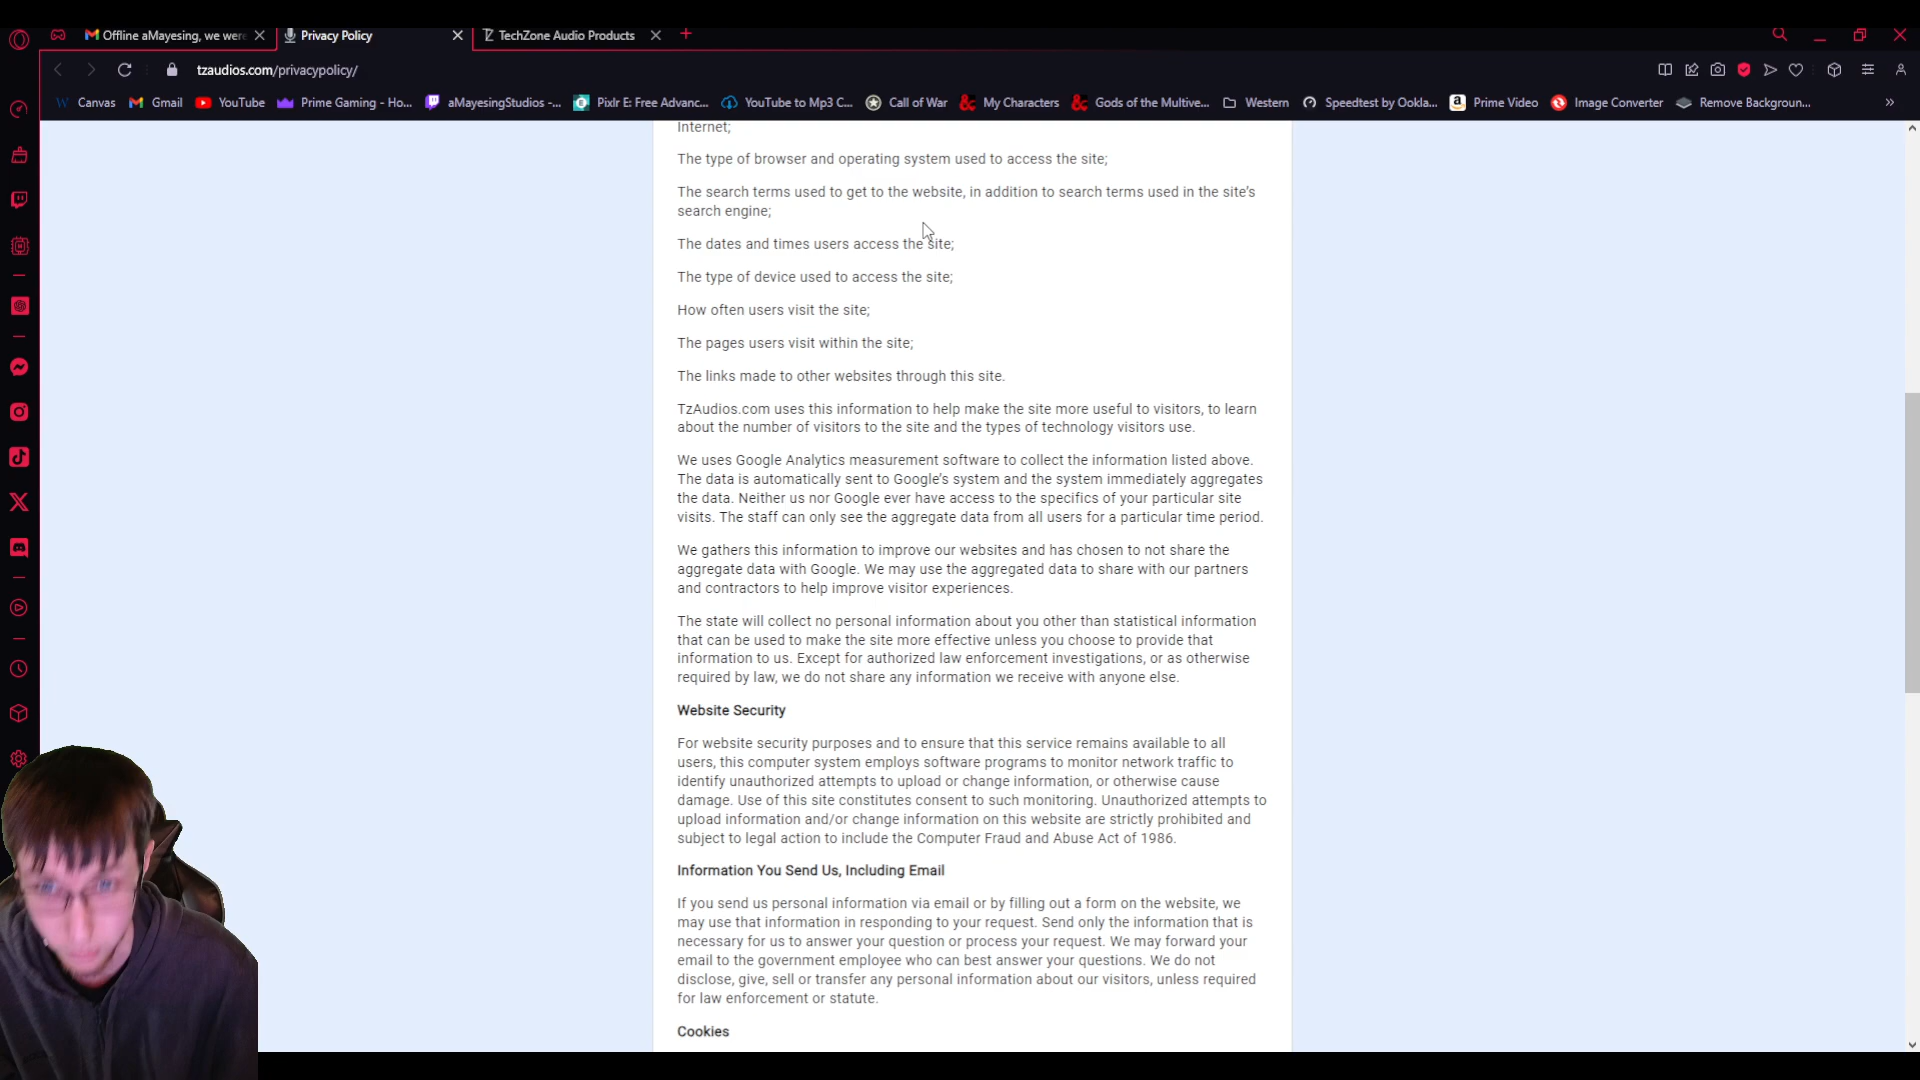 Offline aMayesing, we were
Privacy Policy
TechZone Audio Products
tzaudios.com/privacypolicy/
Canvas
Gmail
YouTube
Prime Gaming - Ho...
aMayesingStudios -...
Pixlr E: Free Advanc...
YouTube to Mp3 C...
Call of War
My Characters
Gods of the Multive...
Western
Speedtest by Ookla...
Prime Video
Image Converter
Remove Backgroun...
Internet;
The type of browser and operating system used to access the site;
The search terms used to get to the website, in addition to search terms used in the site's
search engine;
The dates and times users access the site;
The type of device used to access the site;
How often users visit the site;
The pages users visit within the site;
The links made to other websites through this site.
TzAudios.com uses this information to help make the site more useful to visitors, to learn
about the number of visitors to the site and the types of technology visitors use.
We uses Google Analytics measurement software to collect the information listed above.
The data is automatically sent to Google's system and the system immediately aggregates
the data. Neither us nor Google ever have access to the specifics of your particular site
visits. The staff can only see the aggregate data from all users for a particular time period.
We gathers this information to improve our websites and has chosen to not share the
aggregate data with Google. We may use the aggregated data to share with our partners
and contractors to help improve visitor experiences.
The state will collect no personal information about you other than statistical information
that can be used to make the site more effective unless you choose to provide that
information to us. Except for authorized law enforcement investigations, or as otherwise
required by law, we do not share any information we receive with anyone else.
Website Security
For website security purposes and to ensure that this service remains available to all
users, this computer system employs software programs to monitor network traffic to
identify unauthorized attempts to upload or change information, or otherwise cause
damage. Use of this site constitutes consent to such monitoring. Unauthorized attempts to
upload information and/or change information on this website are strictly prohibited and
subject to legal action to include the Computer Fraud and Abuse Act of 1986.
Information You Send Us, Including Email
If you send us personal information via email or by filling out a form on the website, we
may use that information in responding to your request. Send only the information that is
necessary for us to answer your question or process your request. We may forward your
email to the government employee who can best answer your questions. We do not
disclose, give, sell or transfer any personal information about our visitors, unless required
for law enforcement or statute.
Cookies